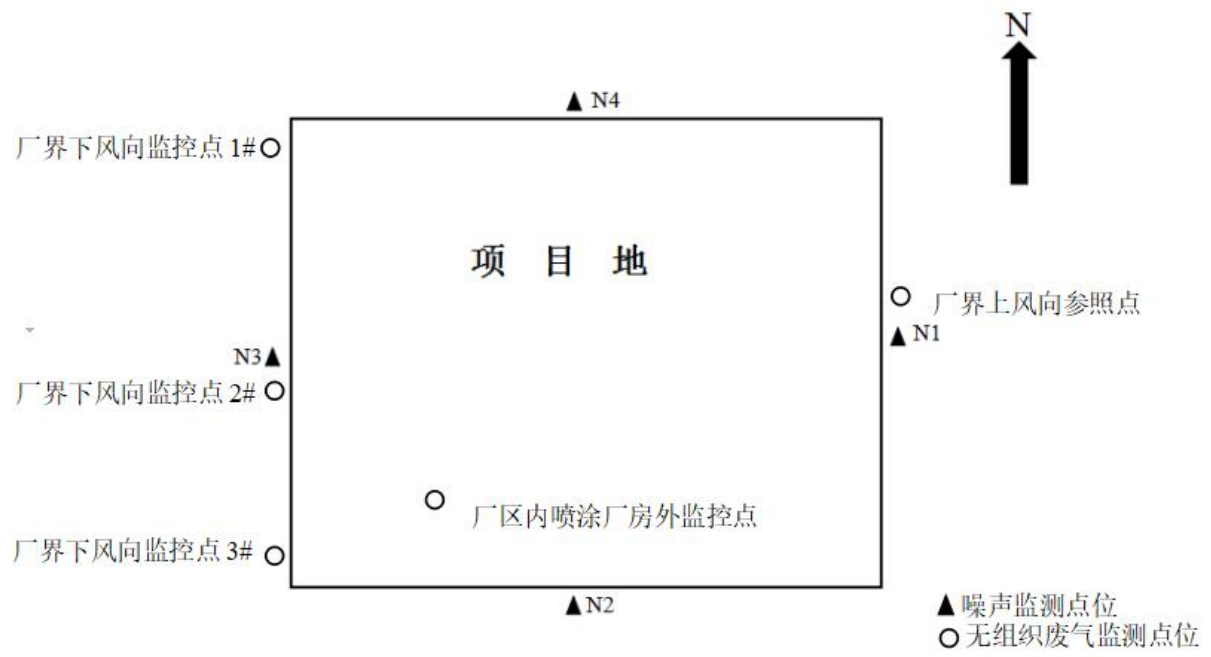 N
N4
厂界下风向监控点 1#
项 目 地
厂界上风向参照点
N1
N3
厂界下风向监控点 2#
厂区内喷涂厂房外监控点
厂界下风向监控点 3#
N2
噪声监测点位
无组织废气监测点位